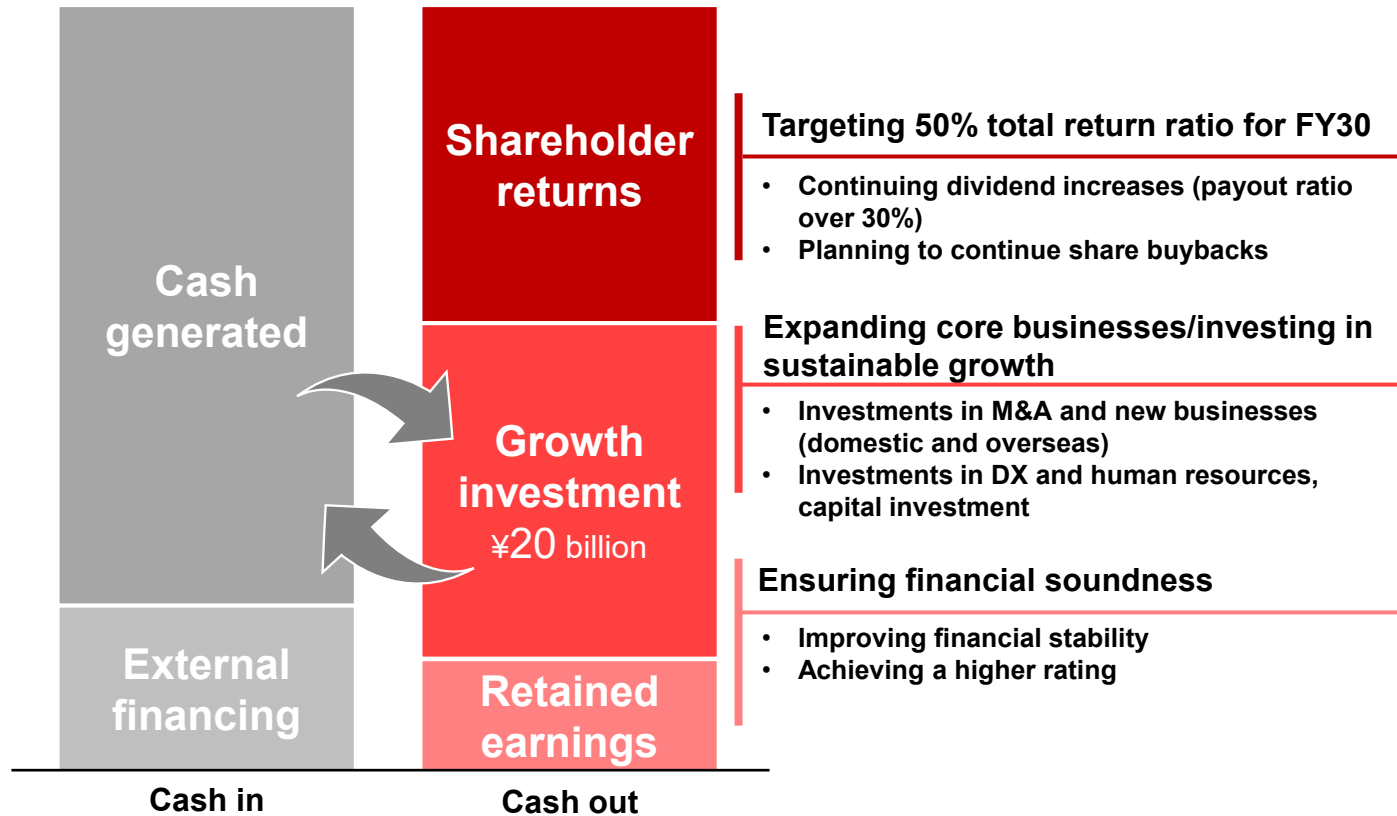 Cash
generated
External
financing
Cash in
Shareholder
returns
Growth
investment
¥20 billion
Retained
earnings
Cash out
Targeting 50% total return ratio for FY30
• Continuing dividend increases (payout ratio
over 30%)
• Planning to continue share buybacks
Expanding core businesses/investing in
sustainable growth
• Investments in M&A and new businesses
(domestic and overseas)
• Investments in DX and human resources,
capital investment
Ensuring financial soundness
• Improving financial stability
• Achieving a higher rating